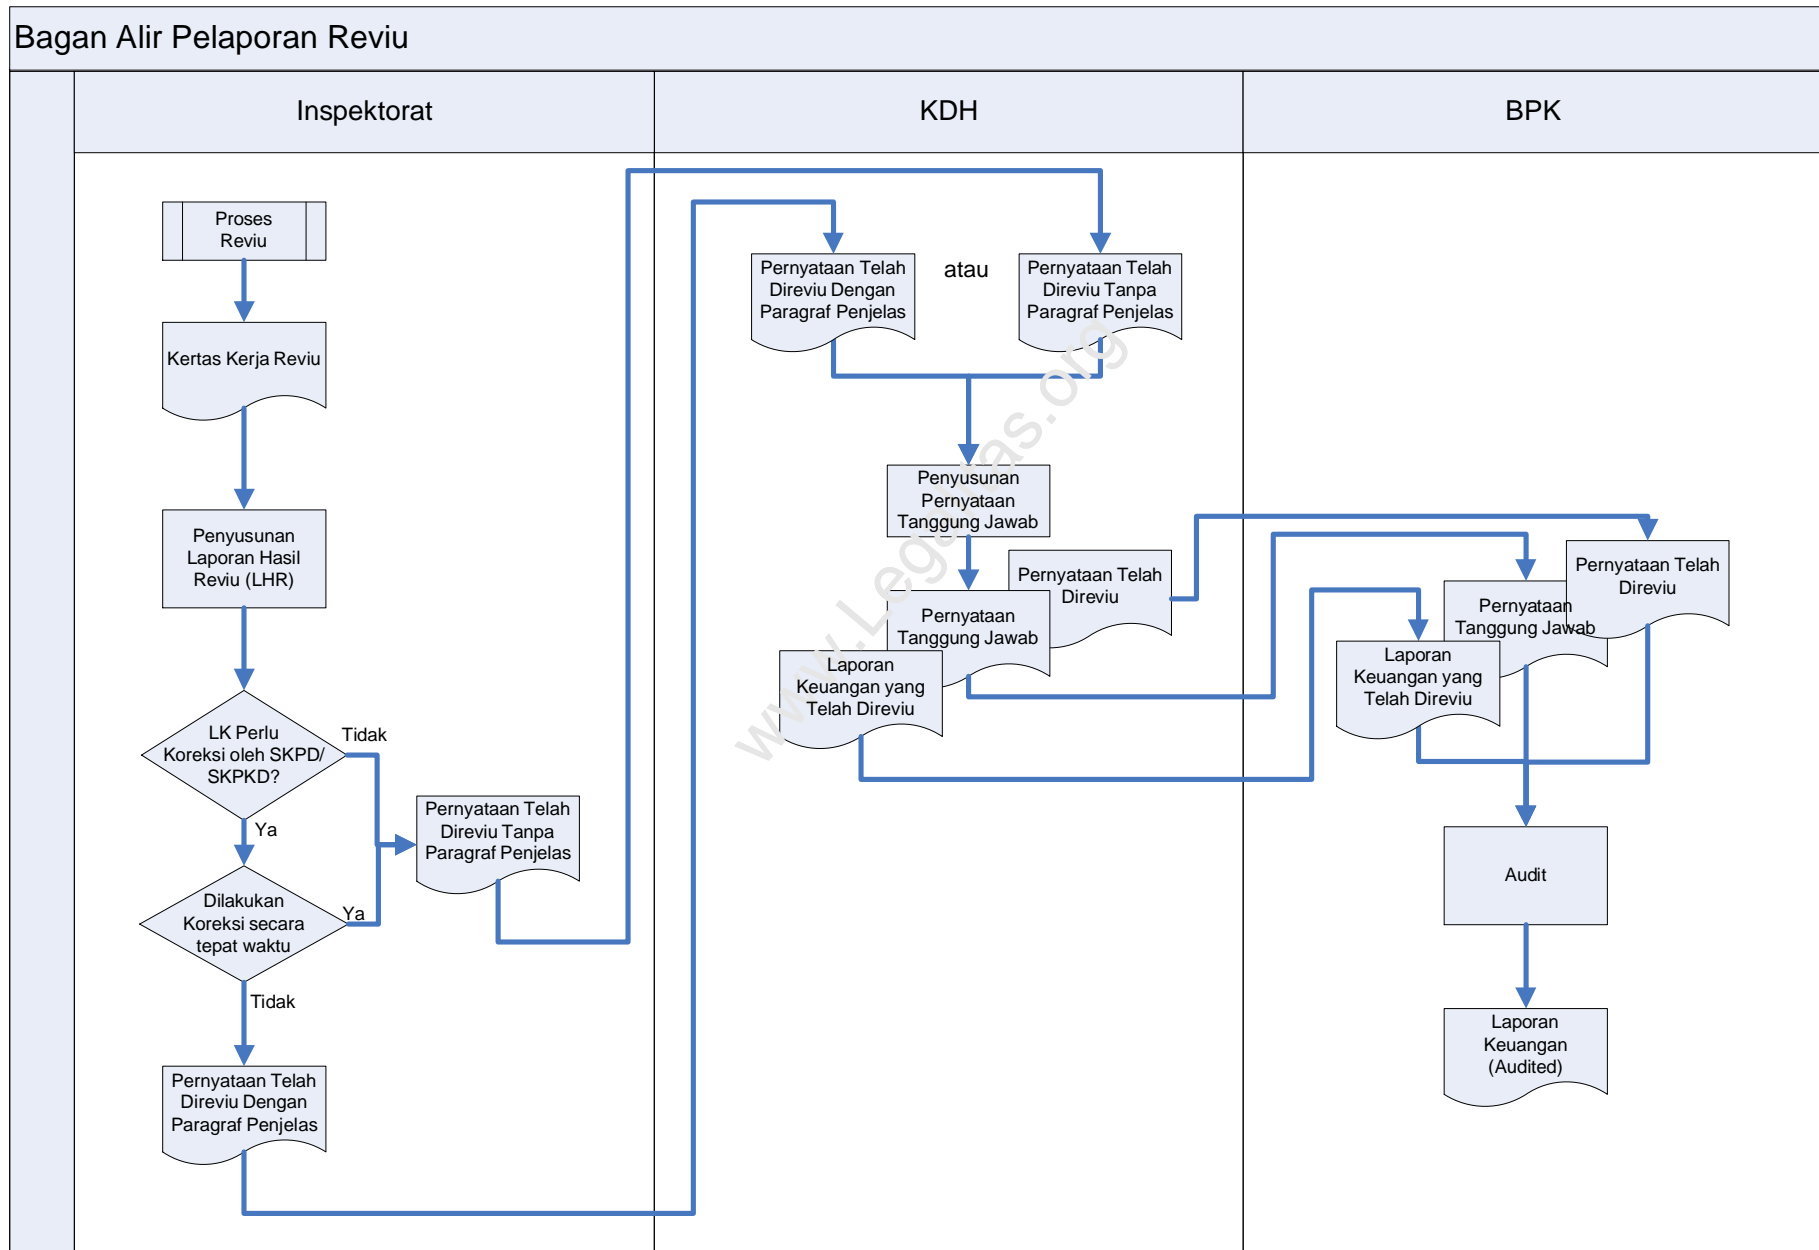 Bagan Alir Pelaporan Reviu
Inspektorat
KDH
BPK
Proses
Reviu
Kertas Kerja Reviu
Penyusunan
Laporan Hasil
Reviu (LHR)
LK Perlu
Koreksi oleh SKPD/
SKPKD?
Tidak
Ya
Dilakukan
Koreksi secara
tepat waktu
Ya
Tidak
Pernyataan Telah
Direviu Tanpa
Paragraf Penjelas
Pernyataan Telah
Direviu Dengan
Paragraf Penjelas
Pernyataan Telah
Direviu Dengan
Paragraf Penjelas
atau
Pernyataan Telah
Direviu Tanpa
Paragraf Penjelas
Penyusunan
Pernyataan
Tanggung Jawab
Pernyataan Telah
Direviu
Pernyataan
Tanggung Jawab
Laporan
Keuangan yang
Telah Direviu
Pernyataan Telah
Direviu
Pernyataan
Tanggung Jawab
Laporan
Keuangan yang
Telah Direviu
Audit
Laporan
Keuangan
(Audited)
www.Legalitas.org